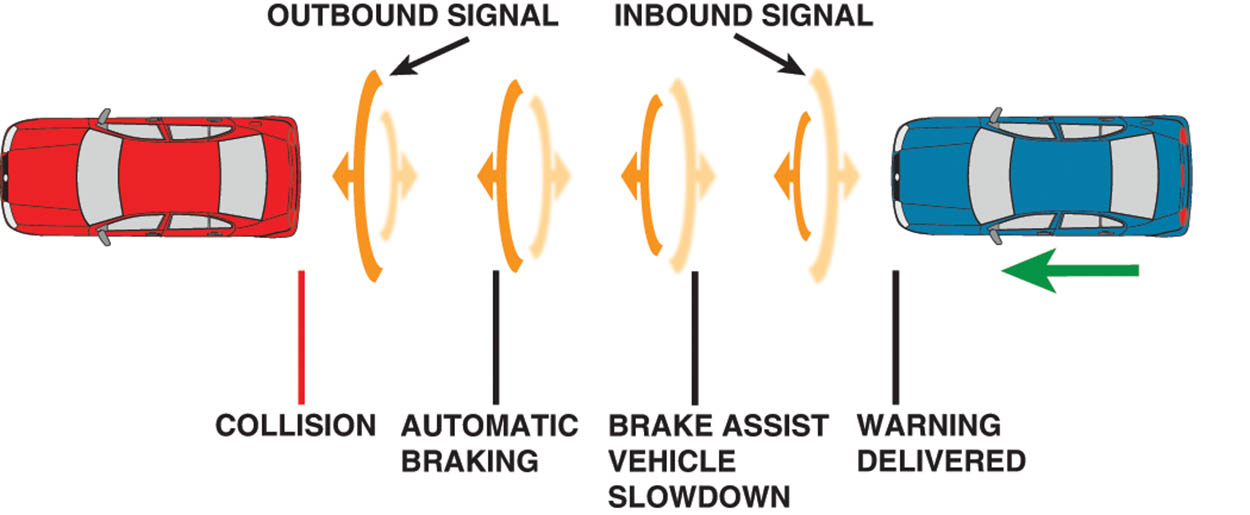 OUTBOUND SIGNAL
INBOUND SIGNAL
COLLISION
AUTOMATIC
BRAKING
BRAKE ASSIST
VEHICLE
SLOWDOWN
WARNING
DELIVERED